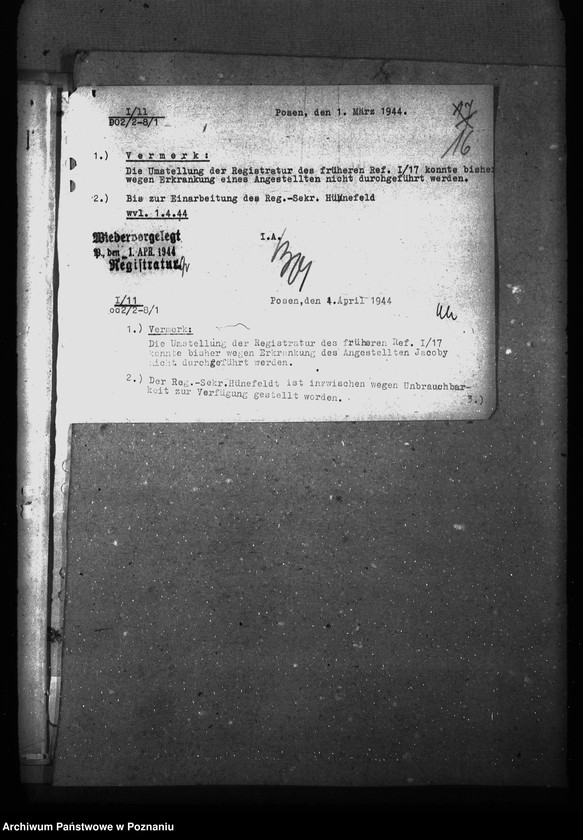 I/11
D02/2-8/1
Posen, den 1. März 1944.
17
16
1.) Vermerk:
Die Umstellung der Registratur des früheren Ref. I/17 konnte bisher
wegen Erkrankung eines Angestellten nicht durchgeführt werden.
2.) Bis zur Einarbeitung des Reg.-Sekr. Hünefeld
wvl. 1.4.44
Wiedervorgelegt
P., den 1. APR. 1944
Registratur
I.A.
I/11
002/2-8/1
Posen,den 4.April 1944
1.) Vermerk:
Die Umstellung der Registratur des früheren Ref. I/17
konnte bisher wegen Erkrankung des Angestellten Jacoby
nicht durchgeführt werden.
2.) Der Reg.-Sekr.Hünefeldt ist inzwischen wegen Unbrauchbar-
keit zur Verfügung gestellt worden.
3.)
Archiwum Państwowe w Poznaniu